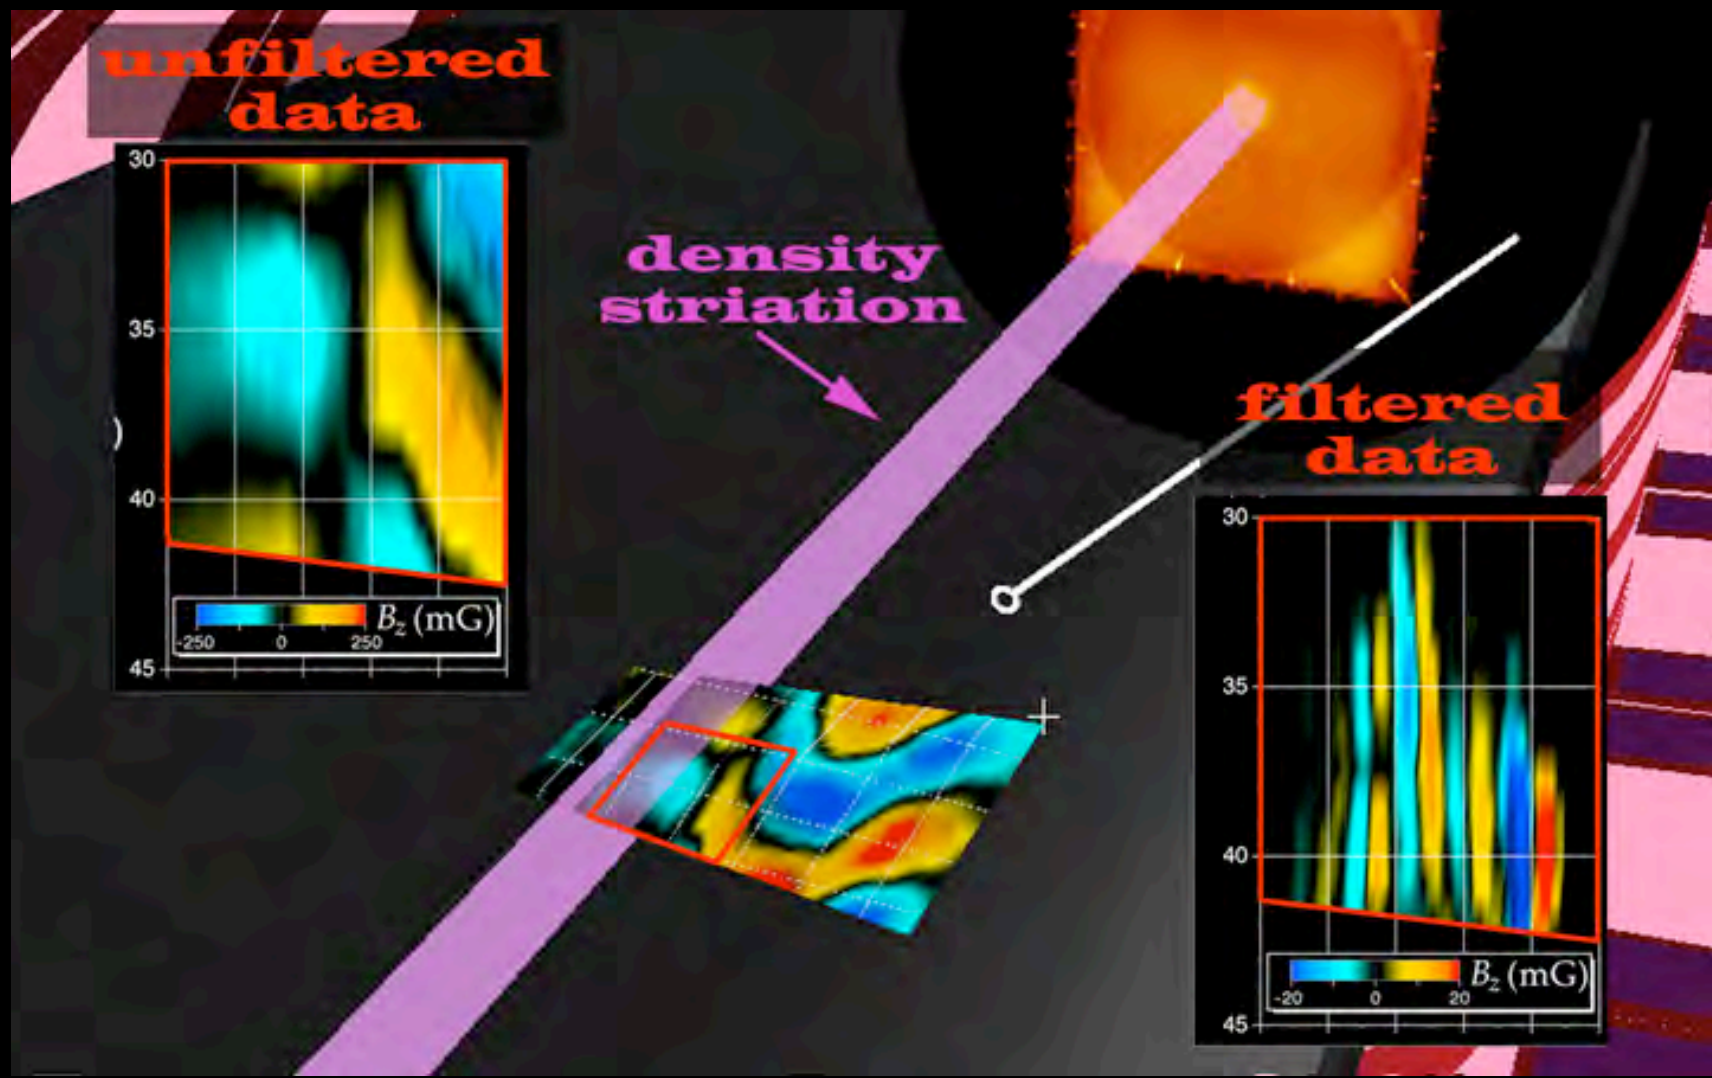 unfiltered
data
30
35
40
45
-250 0 250
B_z (mG)
density
striation
filtered
data
30
35
40
45
-20 0 20
B_z (mG)